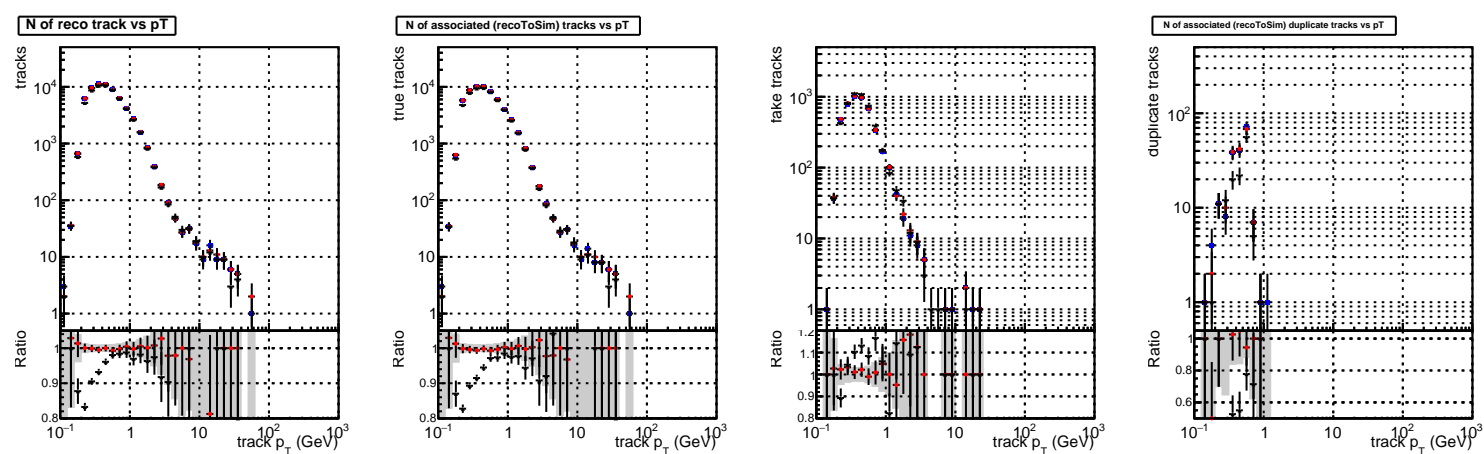 N of reco track vs pT
tracks
10^4
10^3
10^2
10
1
Ratio
1
0.9
0.8
10^-1 1 10 10^2 10^3
track p_T (GeV)
N of associated (recoToSim) tracks vs pT
true tracks
10^4
10^3
10^2
10
1
Ratio
1
0.9
0.8
10^-1 1 10 10^2 10^3
track p_T (GeV)
fake tracks
10^3
10^2
10
1
Ratio
1.2
1.1
1
0.9
0.8
10^-1 1 10 10^2 10^3
track p_T (GeV)
N of associated (recoToSim) duplicate tracks vs pT
duplicate tracks
10^2
10
1
Ratio
1
0.8
0.6
10^-1 1 10 10^2 10^3
track p_T (GeV)